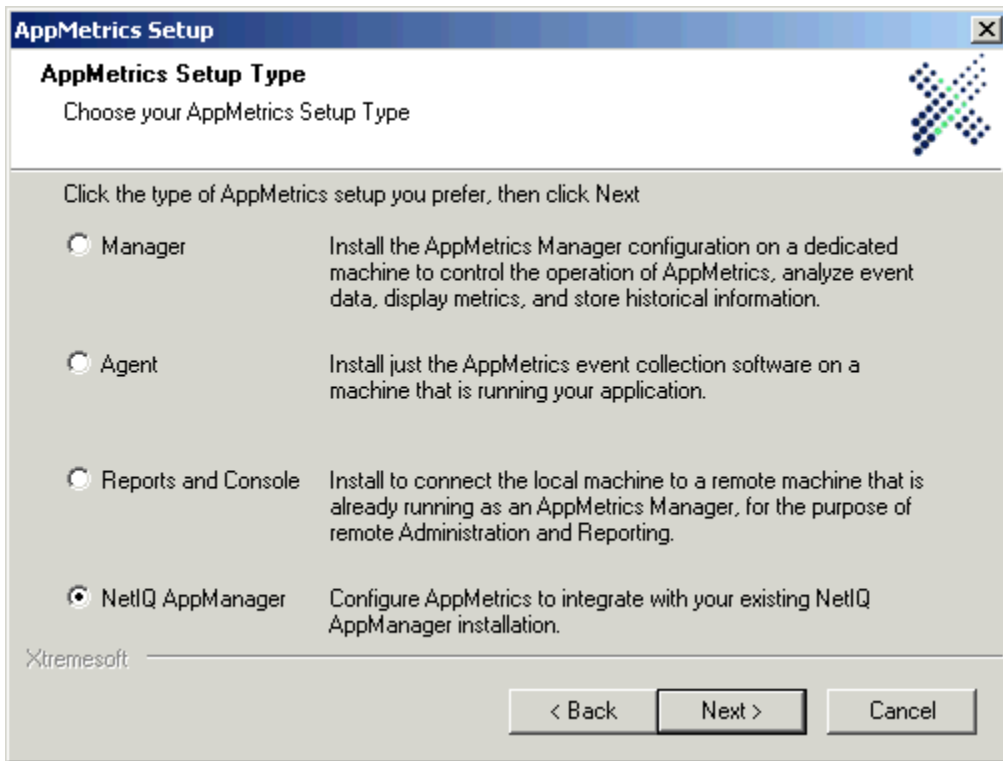 AppMetrics Setup
AppMetrics Setup Type
Choose your AppMetrics Setup Type
Click the type of AppMetrics setup you prefer, then click Next
Manager
Install the AppMetrics Manager configuration on a dedicated
machine to control the operation of AppMetrics, analyze event
data, display metrics, and store historical information.
Agent
Install just the AppMetrics event collection software on a
machine that is running your application.
Reports and Console
Install to connect the local machine to a remote machine that is
already running as an AppMetrics Manager, for the purpose of
remote Administration and Reporting.
NetIQ AppManager
Configure AppMetrics to integrate with your existing NetIQ
AppManager installation.
Xtremesoft
< Back
Next >
Cancel